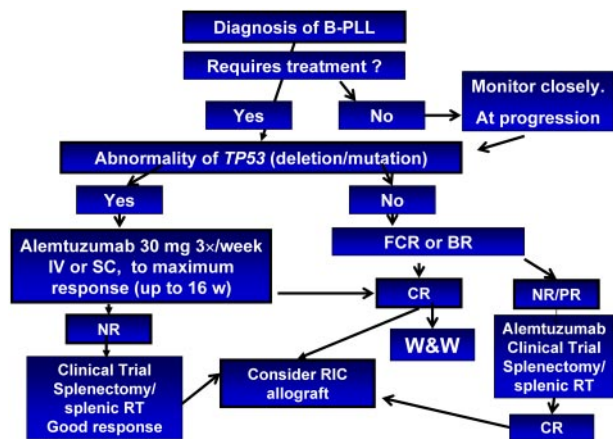 Diagnosis of B-PLL
Requires treatment ?
Yes
No
Monitor closely.
At progression
Abnormality of TP53 (deletion/mutation)
Yes
No
Alemtuzumab 30 mg 3×/week
IV or SC, to maximum
response (up to 16 w)
FCR or BR
CR
NR/PR
NR
W&W
Alemtuzumab
Clinical Trial
Splenectomy/
splenic RT
Clinical Trial
Splenectomy/
splenic RT
Good response
Consider RIC
allograft
CR